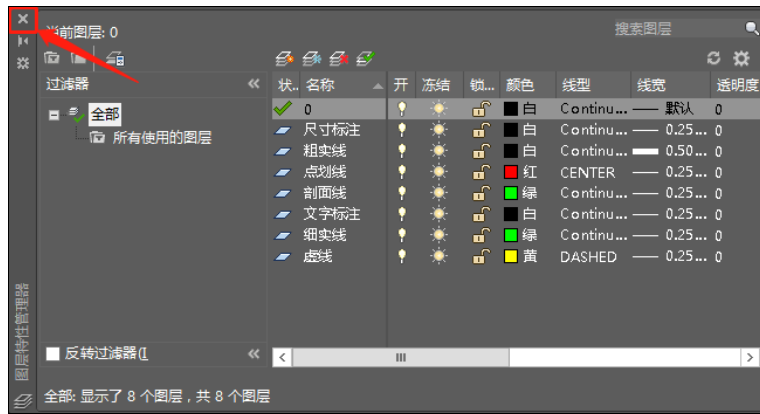 当前图层: 0
搜索图层
过滤器
状.. 名称 开 冻结 锁... 颜色 线型 线宽 透明度
全部
所有使用的图层
0 白 Continu... 默认 0
尺寸标注 白 Continu... 0.25... 0
粗实线 白 Continu... 0.50... 0
点划线 红 CENTER 0.25... 0
剖面线 绿 Continu... 0.25... 0
文字标注 白 Continu... 0.25... 0
细实线 绿 Continu... 0.25... 0
虚线 黄 DASHED 0.25... 0
反转过滤器(I
全部: 显示了 8 个图层，共 8 个图层
图层特性管理器